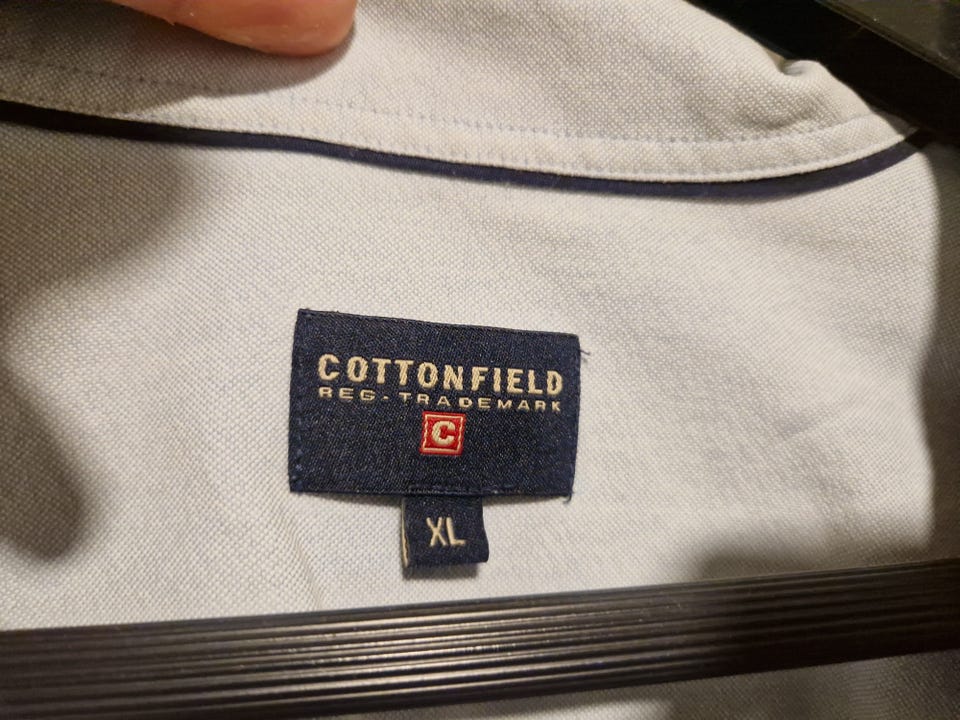 COTTONFIELD
REG-TRADEMARK
C
XL